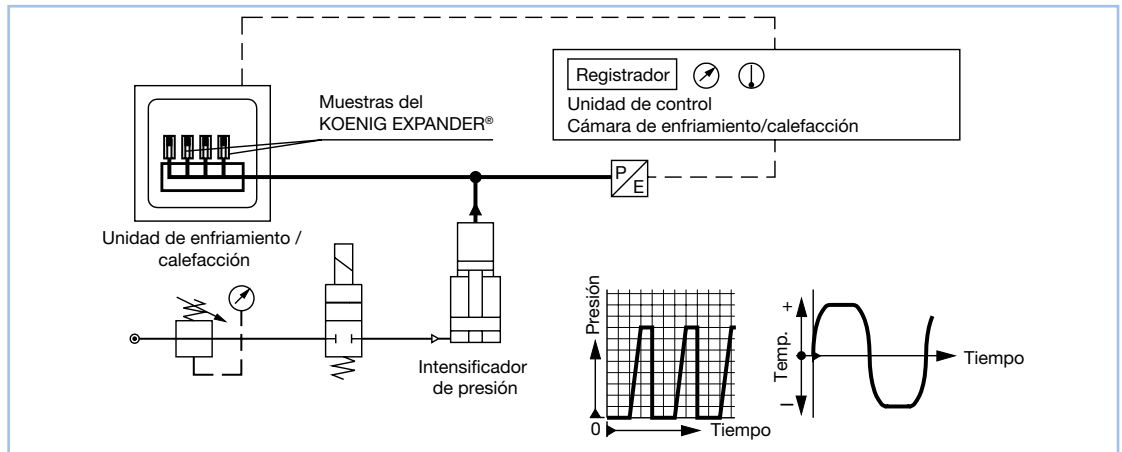 Registrador
Unidad de control
Cámara de enfriamiento/calefacción
Muestras del
KOENIG EXPANDER®
P/E
Unidad de enfriamiento /
calefacción
Intensificador
de presión
Presión
0
Tiempo
+
Temp.
–
Tiempo